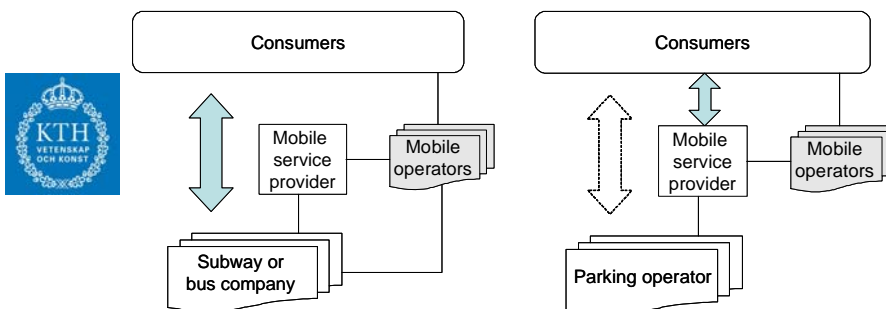 KTH
VETENSKAP
OCH KONST
Consumers
Mobile
service
provider
Mobile
operators
Subway or
bus company
Consumers
Mobile
service
provider
Mobile
operators
Parking operator